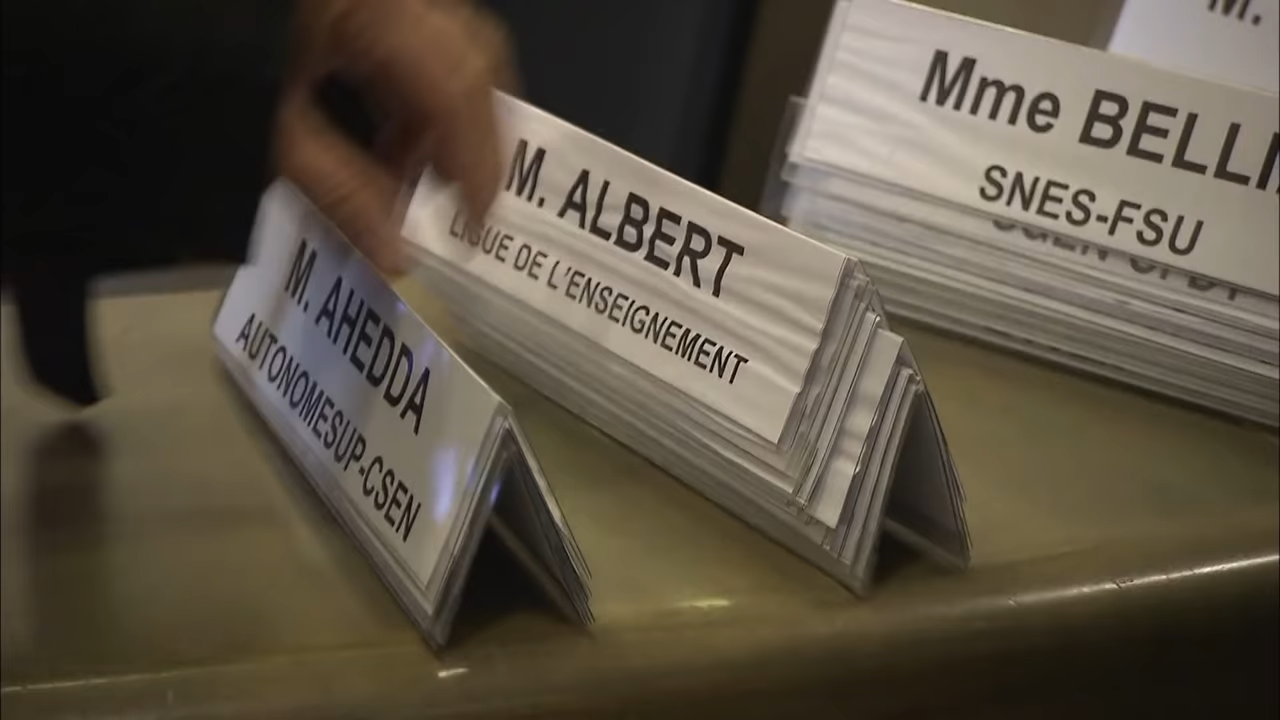 M. AHEDDA
AUTONOMESUP-CSEN
M. ALBERT
LIGUE DE L'ENSEIGNEMENT
Mme BELLI
SNES-FSU
M.